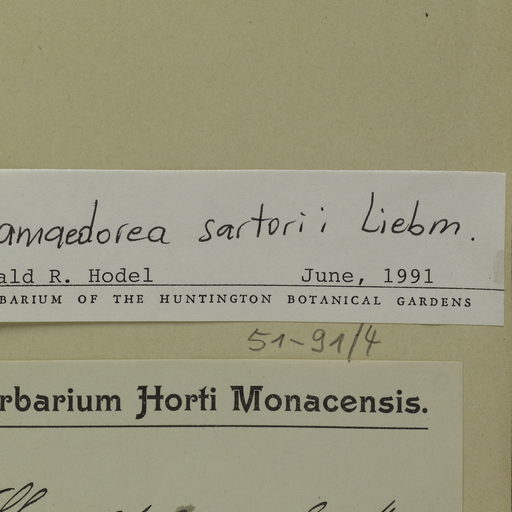 amaedorea sartorii Liebm.
ald R. Hodel June, 1991
BARIUM OF THE HUNTINGTON BOTANICAL GARDENS
51-91/4
rbarium Horti Monacensis.